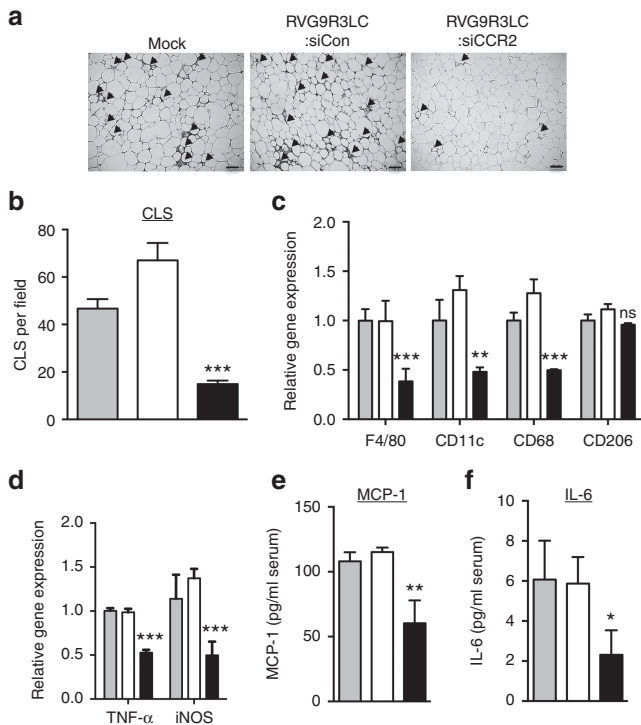 a
Mock
RVG9R3LC
:siCon
RVG9R3LC
:siCCR2
b
CLS
CLS per field
80
60
40
20
0
***
c
Relative gene expression
2.0
1.5
1.0
0.5
0.0
***
**
***
ns
F4/80 CD11c CD68 CD206
d
Relative gene expression
2.0
1.5
1.0
0.5
0.0
***
***
TNF-α iNOS
e
MCP-1
MCP-1 (pg/ml serum)
150
100
50
0
**
f
IL-6
IL-6 (pg/ml serum)
10
8
6
4
2
0
*